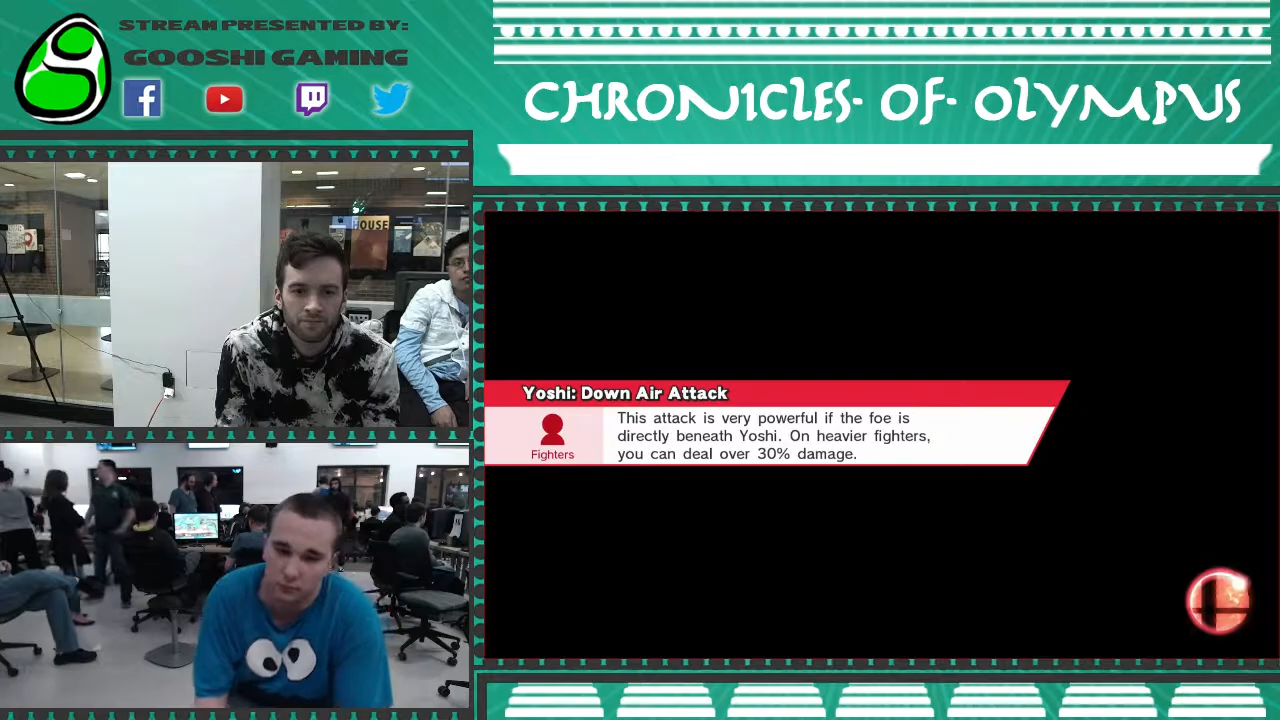 STREAM PRESENTED BY:
GOOSHI GAMING
CHRONICLES· OF· OLYMPUS
HOUSE
Yoshi: Down Air Attack
Fighters
This attack is very powerful if the foe is
directly beneath Yoshi. On heavier fighters,
you can deal over 30% damage.